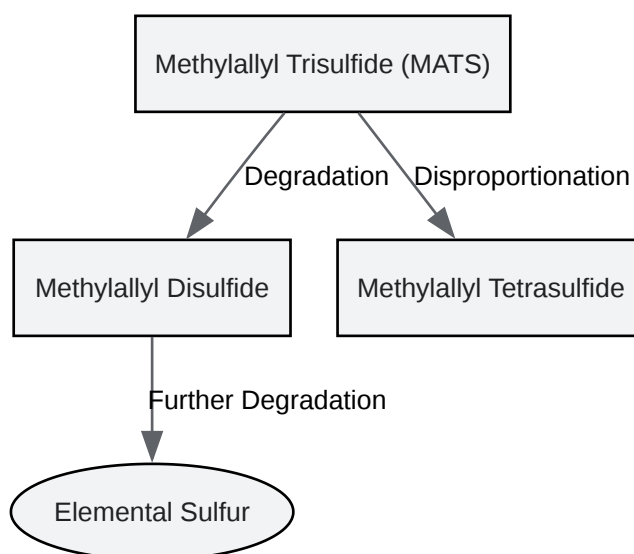 Methylallyl Trisulfide (MATS)
Degradation
Disproportionation
Methylallyl Disulfide
Methylallyl Tetrasulfide
Further Degradation
Elemental Sulfur